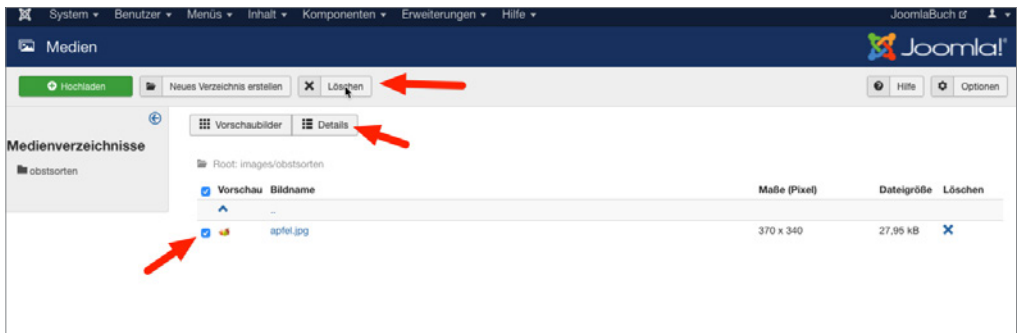 System Benutzer Menüs Inhalt Komponenten Erweiterungen Hilfe JoomlaBuch
Medien Joomla!®
Hochladen Neues Verzeichnis erstellen Löschen Hilfe Optionen
Vorschaubilder Details
Medienverzeichnisse
obstsorten
Root: images/obstsorten
Vorschau Bildname Maße (Pixel) Dateigröße Löschen
..
apfel.jpg 370 x 340 27,95 kB